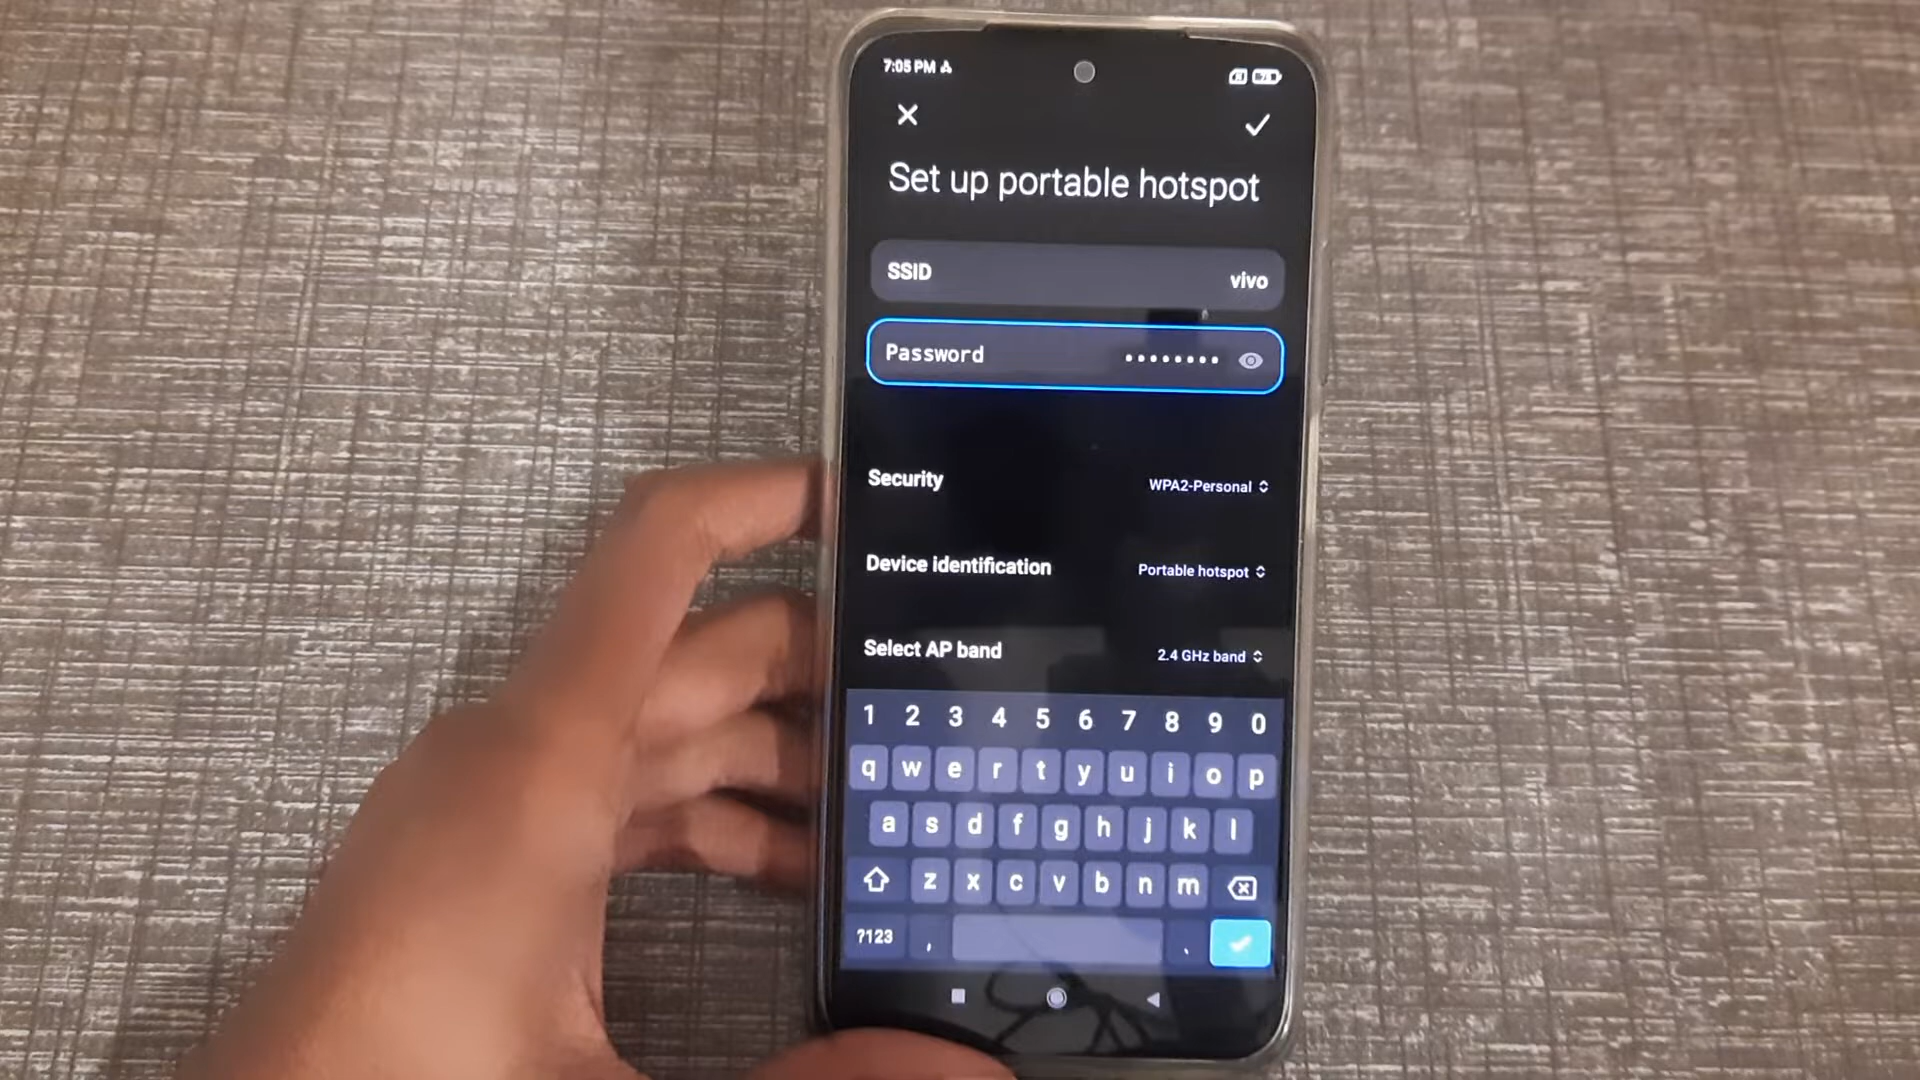 7:05 PM
Set up portable hotspot
SSID vivo
Password ••••••••
Security WPA2-Personal
Device identification Portable hotspot
Select AP band 2.4 GHz band
1 2 3 4 5 6 7 8 9 0
q w e r t y u i o p
a s d f g h j k l
z x c v b n m
?123 , .